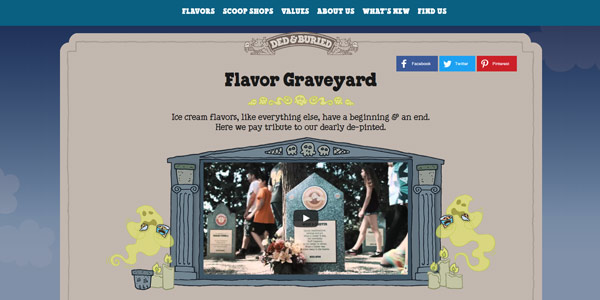 FLAVORS SCOOP SHOPS VALUES ABOUT US WHAT'S NEW FIND US
DED & BURIED
Facebook Twitter Pinterest
Flavor Graveyard
Ice cream flavors, like everything else, have a beginning & an end.
Here we pay tribute to our dearly de-pinted.